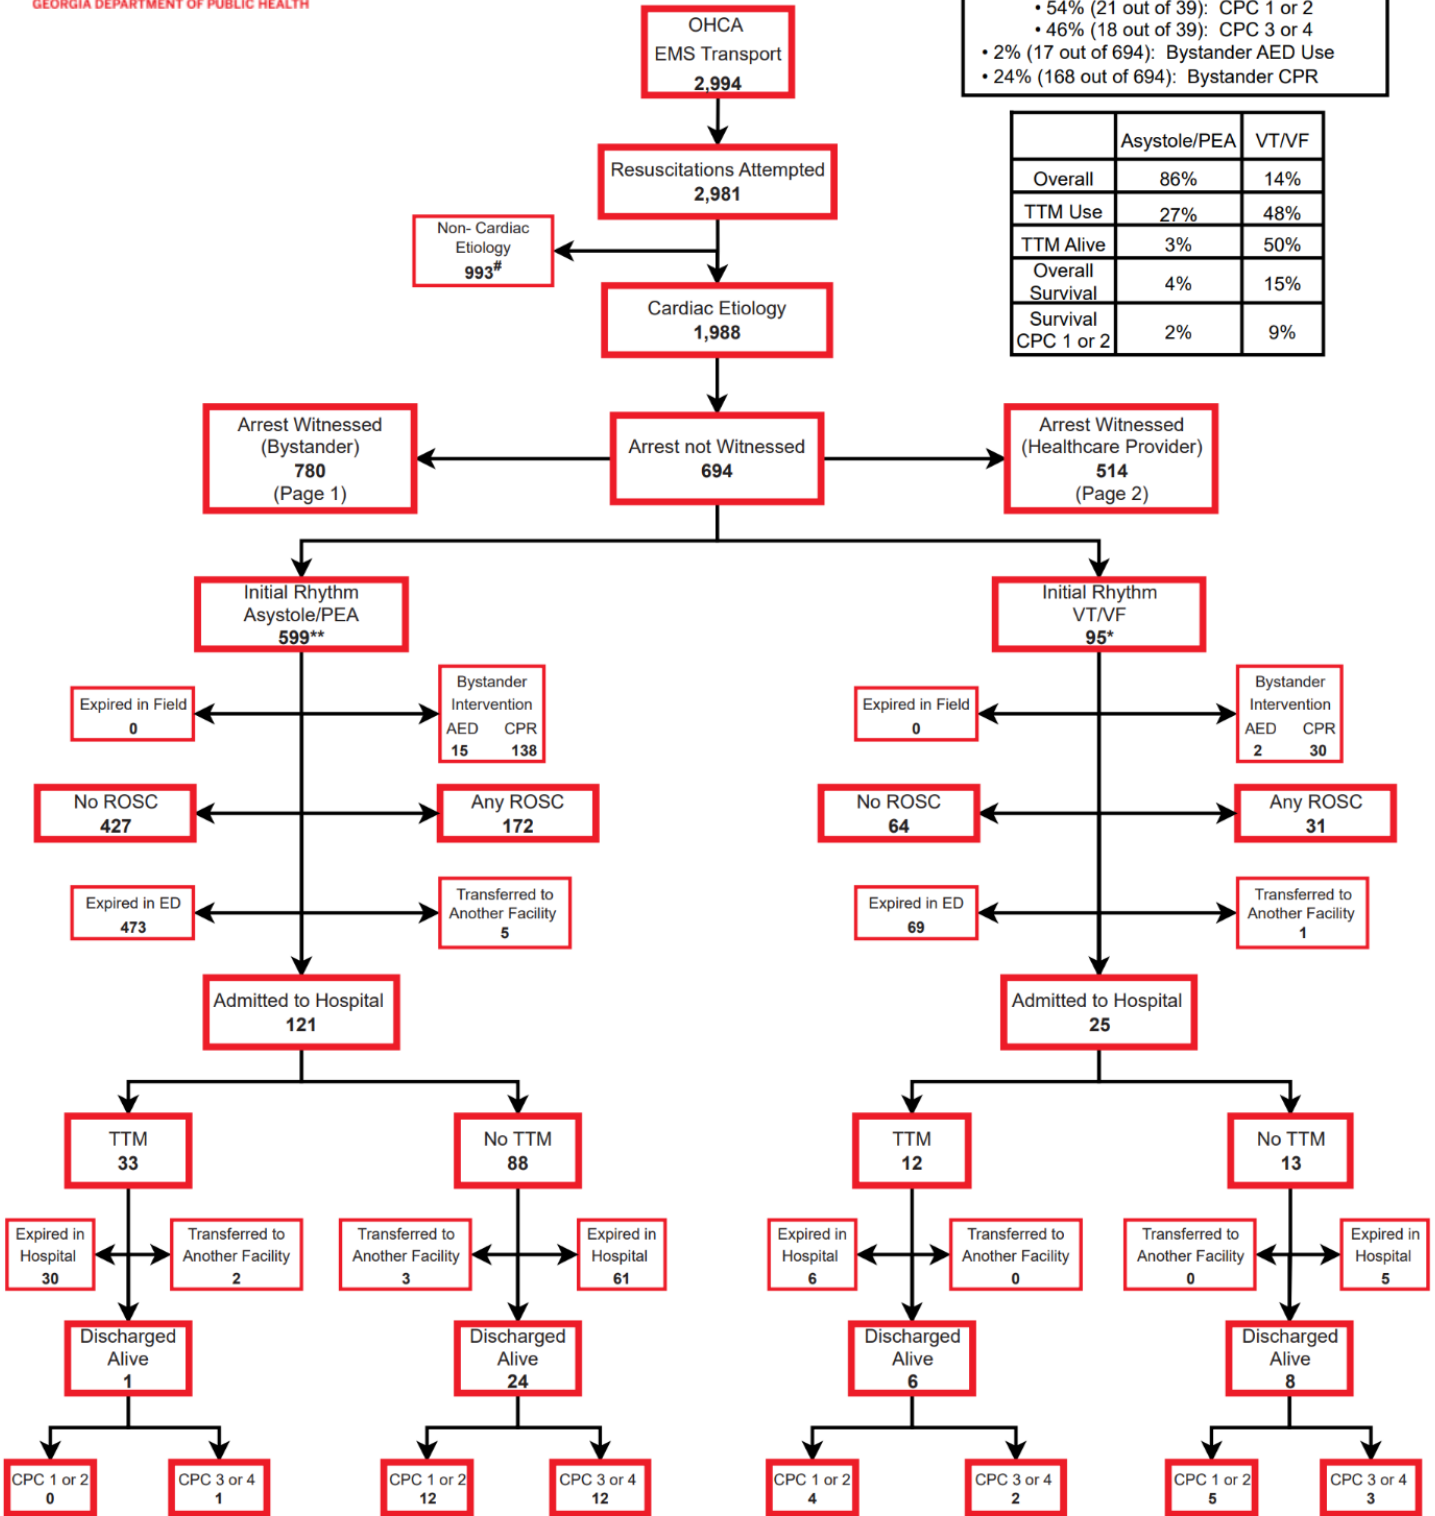 GEORGIA DEPARTMENT OF PUBLIC HEALTH
• 54% (21 out of 39): CPC 1 or 2
• 46% (18 out of 39): CPC 3 or 4
• 2% (17 out of 694): Bystander AED Use
• 24% (168 out of 694): Bystander CPR
OHCA
EMS Transport
2,994
Asystole/PEA VT/VF
Overall 86% 14%
TTM Use 27% 48%
TTM Alive 3% 50%
Overall
Survival 4% 15%
Survival
CPC 1 or 2 2% 9%
Resuscitations Attempted
2,981
Non- Cardiac
Etiology
993#
Cardiac Etiology
1,988
Arrest Witnessed
(Bystander)
780
(Page 1)
Arrest not Witnessed
694
Arrest Witnessed
(Healthcare Provider)
514
(Page 2)
Initial Rhythm
Asystole/PEA
599**
Initial Rhythm
VT/VF
95*
Expired in Field
0
Bystander
Intervention
AED CPR
15 138
Expired in Field
0
Bystander
Intervention
AED CPR
2 30
No ROSC
427
Any ROSC
172
No ROSC
64
Any ROSC
31
Expired in ED
473
Transferred to
Another Facility
5
Expired in ED
69
Transferred to
Another Facility
1
Admitted to Hospital
121
Admitted to Hospital
25
TTM
33
No TTM
88
TTM
12
No TTM
13
Expired in
Hospital
30
Transferred to
Another Facility
2
Transferred to
Another Facility
3
Expired in
Hospital
61
Expired in
Hospital
6
Transferred to
Another Facility
0
Transferred to
Another Facility
0
Expired in
Hospital
5
Discharged
Alive
1
Discharged
Alive
24
Discharged
Alive
6
Discharged
Alive
8
CPC 1 or 2
0
CPC 3 or 4
1
CPC 1 or 2
12
CPC 3 or 4
12
CPC 1 or 2
4
CPC 3 or 4
2
CPC 1 or 2
5
CPC 3 or 4
3